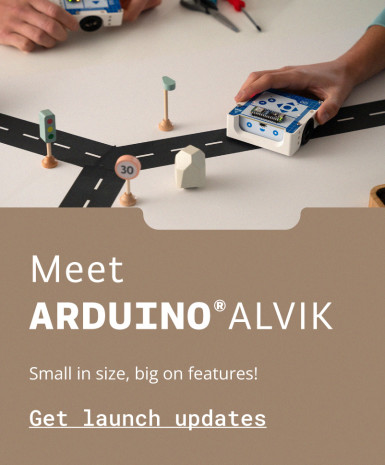 30
Meet
ARDUINO® ALVIK
Small in size, big on features!
Get launch updates